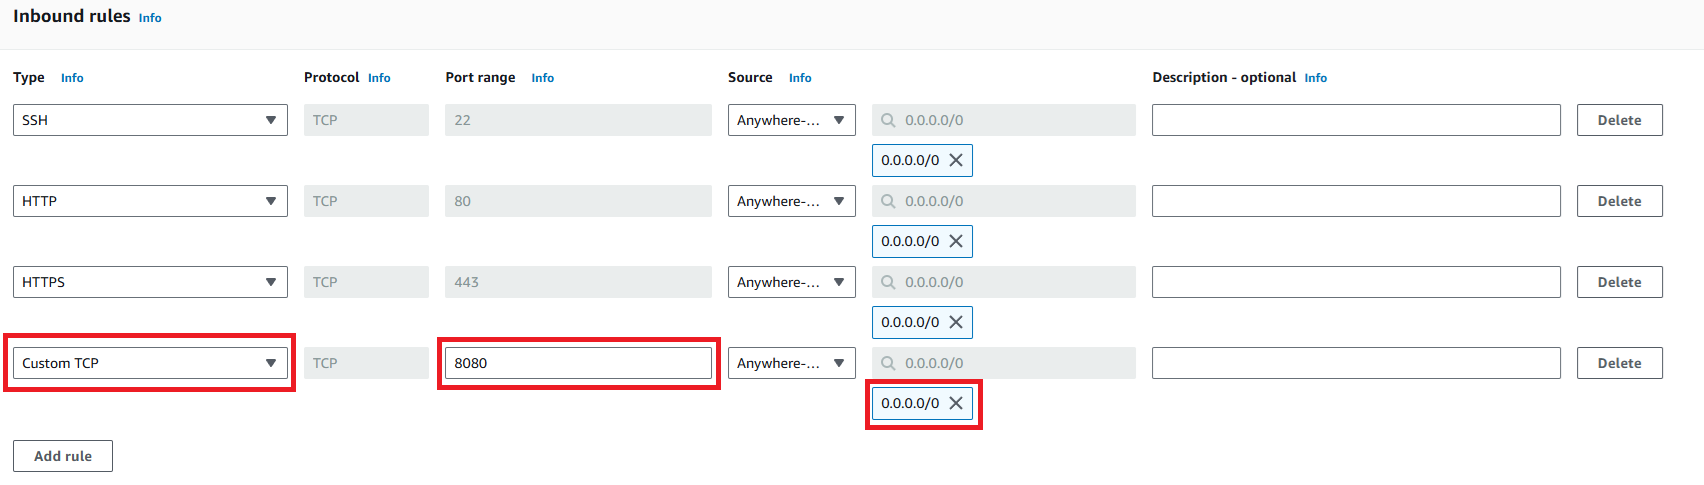 Inbound rules Info
Type Info Protocol Info Port range Info Source Info Description - optional Info
SSH TCP 22 Anywhere-... 0.0.0.0/0 Delete
0.0.0.0/0
HTTP TCP 80 Anywhere-... 0.0.0.0/0 Delete
0.0.0.0/0
HTTPS TCP 443 Anywhere-... 0.0.0.0/0 Delete
0.0.0.0/0
Custom TCP TCP 8080 Anywhere-... 0.0.0.0/0 Delete
0.0.0.0/0
Add rule